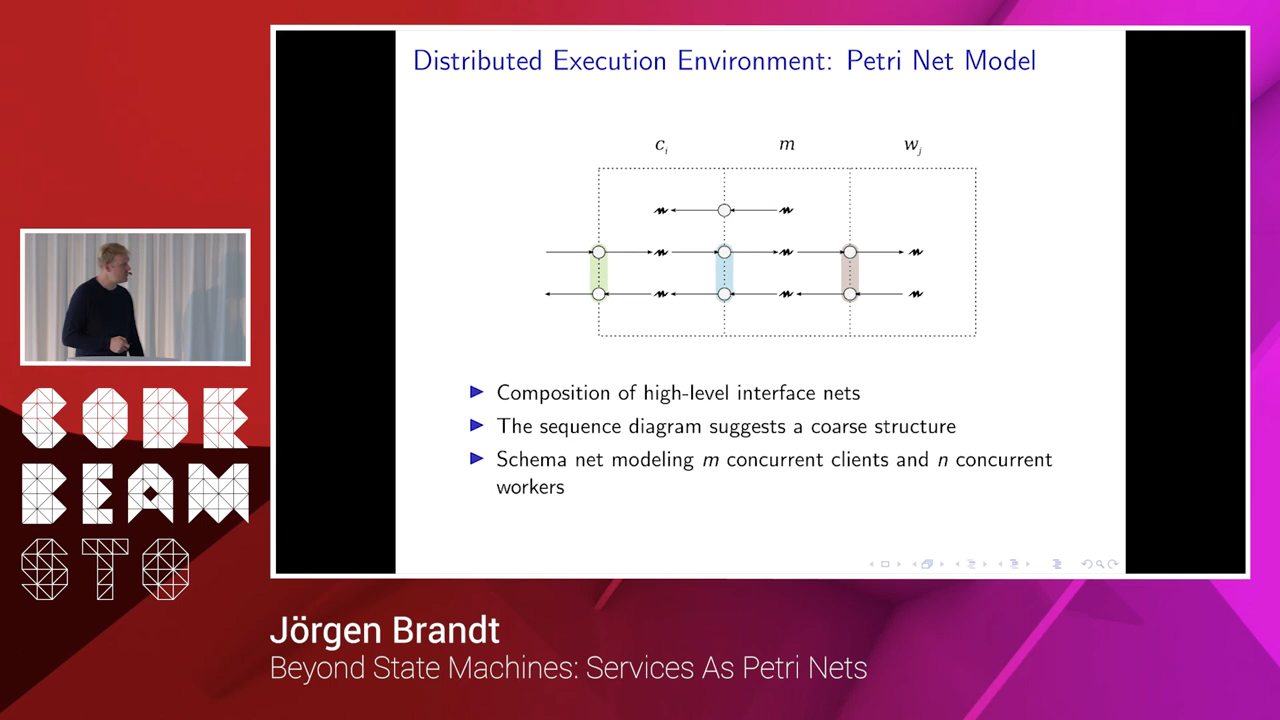 Distributed Execution Environment: Petri Net Model
c_i m w_j
Composition of high-level interface nets
The sequence diagram suggests a coarse structure
Schema net modeling m concurrent clients and n concurrent
workers
CODE
BEAM
STO
Jörgen Brandt
Beyond State Machines: Services As Petri Nets